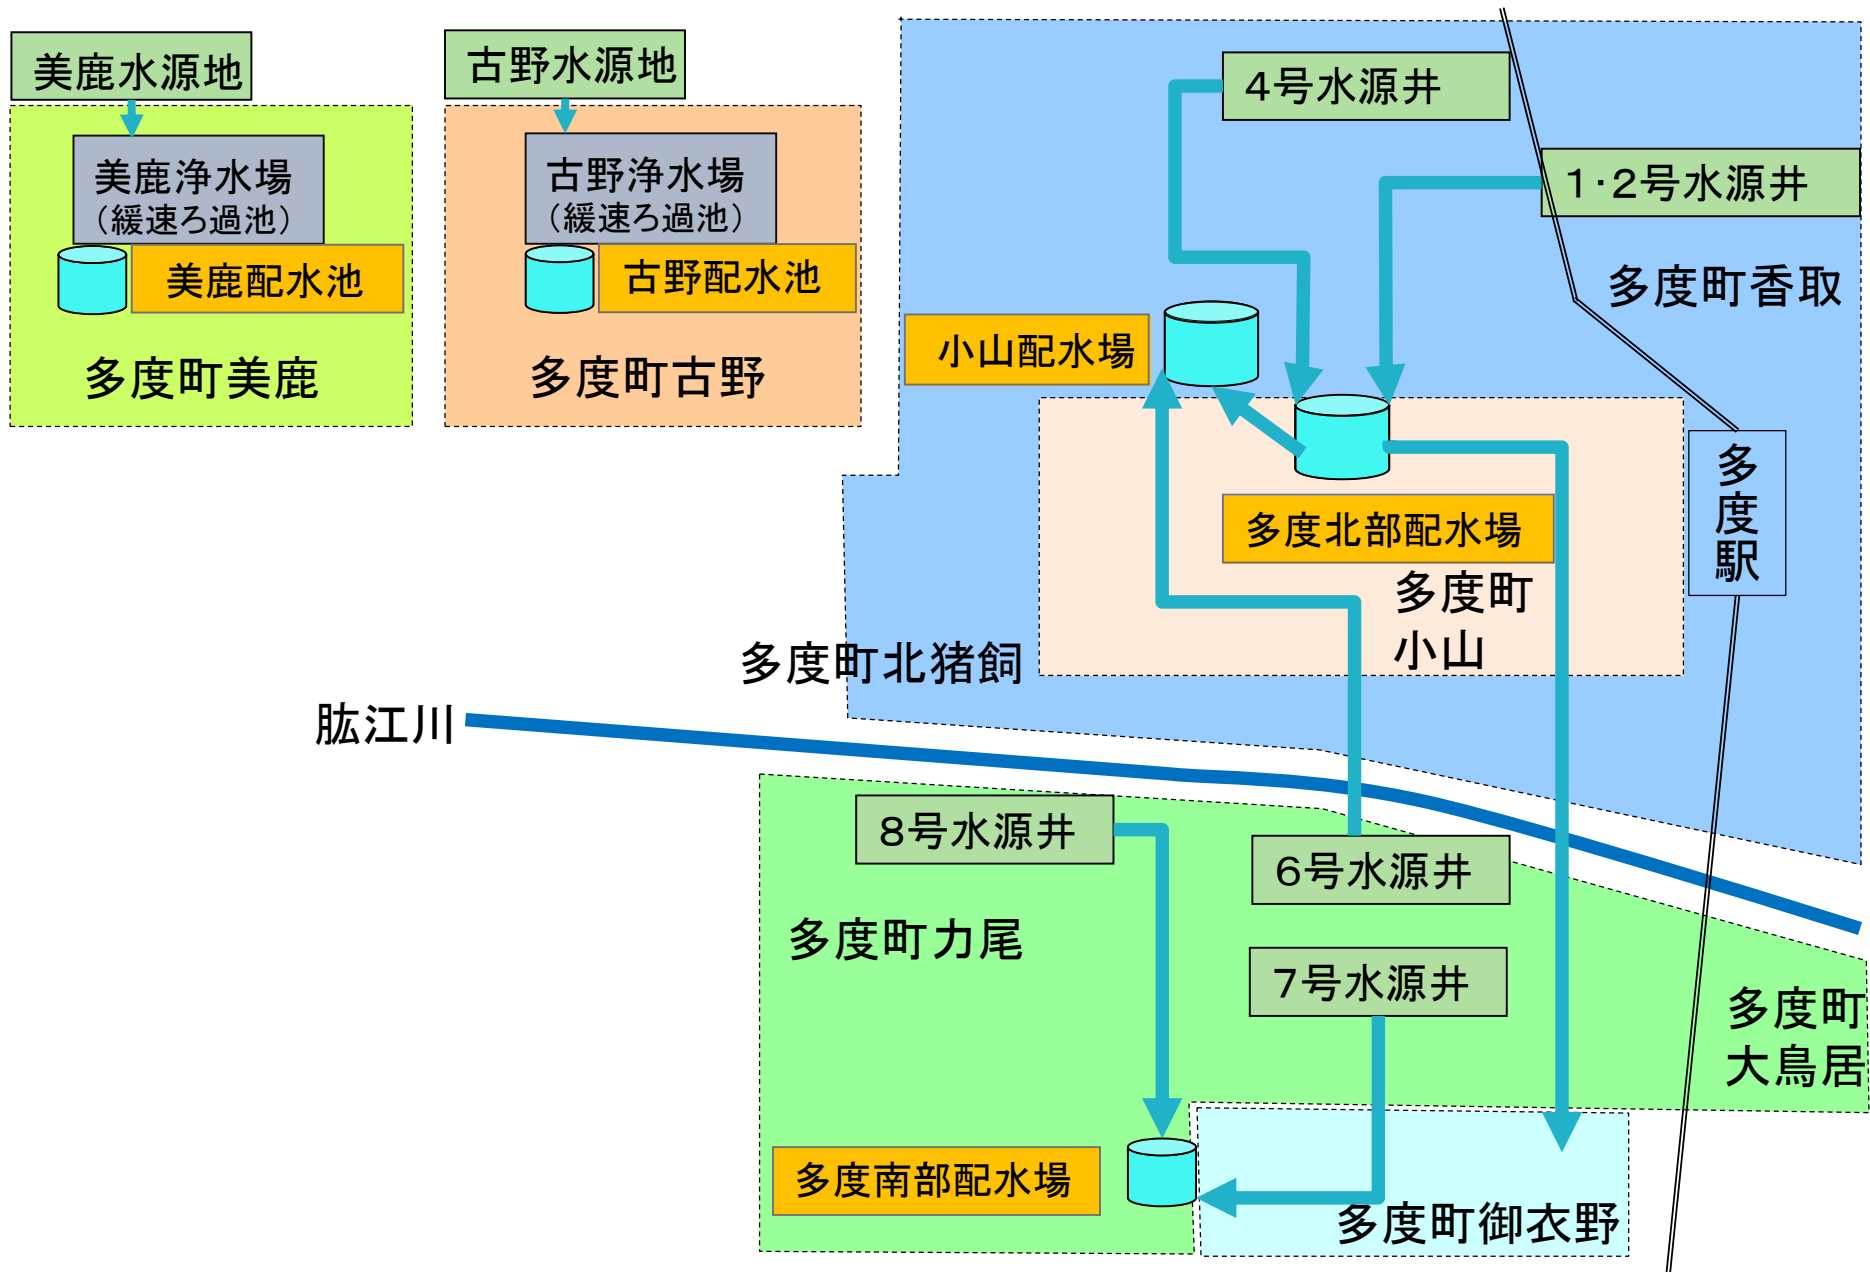 美鹿水源地
美鹿浄水場
（緩速ろ過池）
美鹿配水池
多度町美鹿
古野水源地
古野浄水場
（緩速ろ過池）
古野配水池
多度町古野
4号水源井
1・2号水源井
多度町香取
小山配水場
多度北部配水場
多度町
小山
多度駅
多度町北猪飼
肱江川
8号水源井
6号水源井
多度町力尾
7号水源井
多度町
大鳥居
多度南部配水場
多度町御衣野